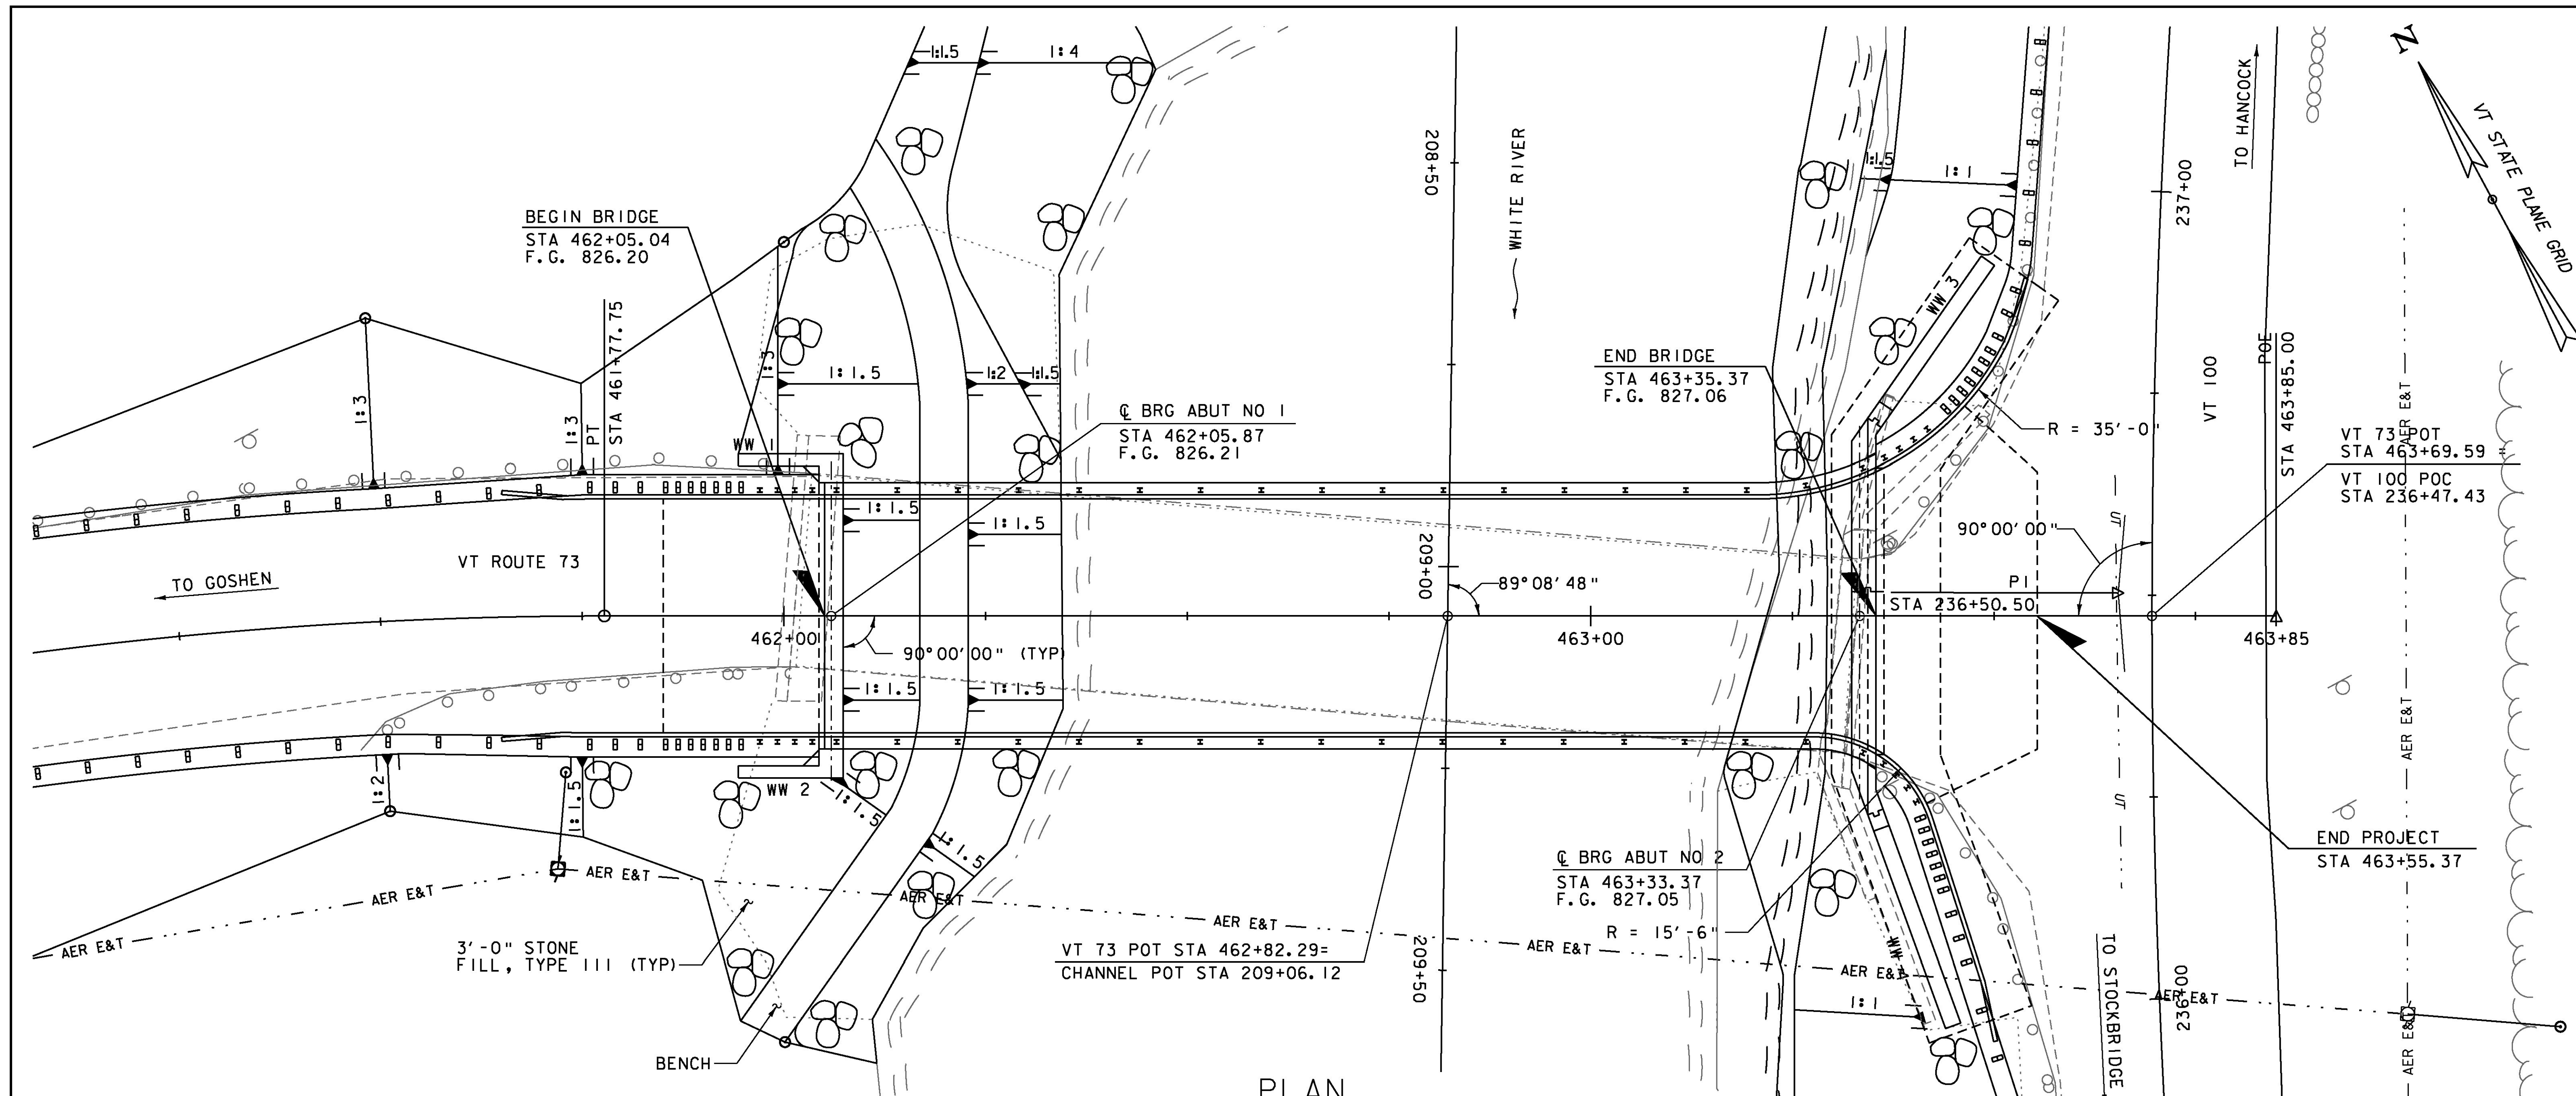 1:1.5
1:4
N
VT STATE PLANE GRID
TO HANCOCK
WHITE RIVER
208+50
237+00
1:1.5
1:1
BEGIN BRIDGE
STA 462+05.04
F.G. 826.20
WW 3
STA 461+77.75
PT
1:3
1:3
1:3
1:1.5
1:2
1:1.5
END BRIDGE
STA 463+35.37
F.G. 827.06
VT 100
POE
STA 463+85.00
AER E&T
℄ BRG ABUT NO 1
STA 462+05.87
F.G. 826.21
R = 35'-0"
VT 73 POT
STA 463+69.59 =
VT 100 POC
STA 236+47.43
WW 1
1:1.5
1:1.5
UT
90°00'00"
209+00
VT ROUTE 73
TO GOSHEN
89°08'48"
PI
STA 236+50.50
462+00
463+00
463+85
90°00'00" (TYP)
1:1.5
1:1.5
AER E&T
WW 2
1:2
1:1.5
1:1.5
1:1.5
UT
END PROJECT
STA 463+55.37
℄ BRG ABUT NO 2
STA 463+33.37
F.G. 827.05
AER E&T
AER E&T
AER E&T
AER E&T
AER E&T
AER E&T
AER E&T
AER E&T
R = 15'-6"
WW 4
3'-0" STONE
FILL, TYPE III (TYP)
VT 73 POT STA 462+82.29=
CHANNEL POT STA 209+06.12
209+50
TO STOCKBRIDGE
236+00
1:1
AER E&T
BENCH
PLAN